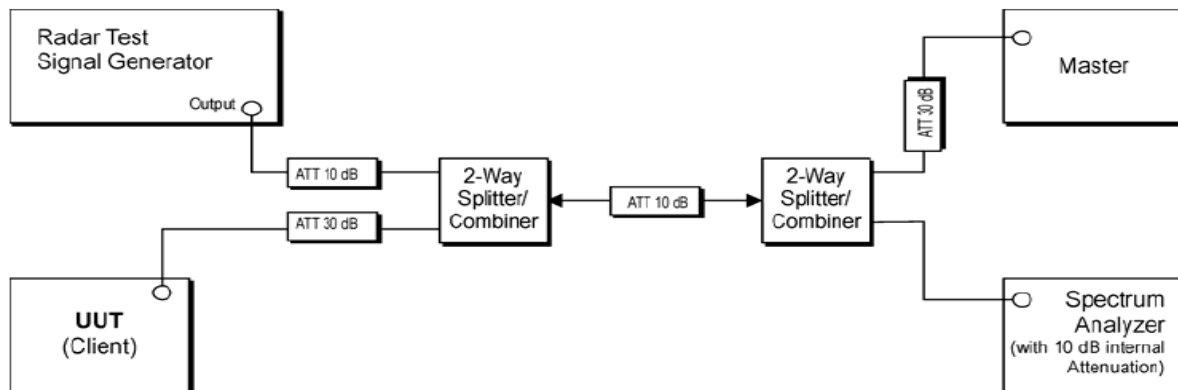 Radar Test
Signal Generator
Output
ATT 10 dB
ATT 30 dB
2-Way
Splitter/
Combiner
ATT 10 dB
2-Way
Splitter/
Combiner
ATT 30 dB
Master
UUT
(Client)
Spectrum
Analyzer
(with 10 dB internal
Attenuation)